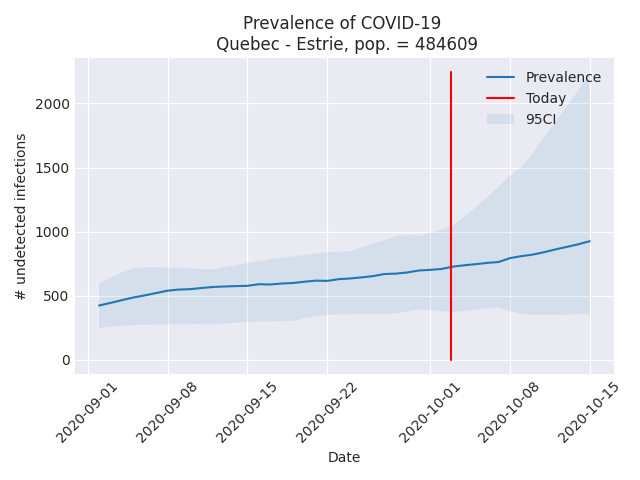 Prevalence of COVID-19
Quebec - Estrie, pop. = 484609
Prevalence
Today
95CI
# undetected infections
2000
1500
1000
500
0
2020-09-01
2020-09-08
2020-09-15
2020-09-22
2020-10-01
2020-10-08
2020-10-15
Date